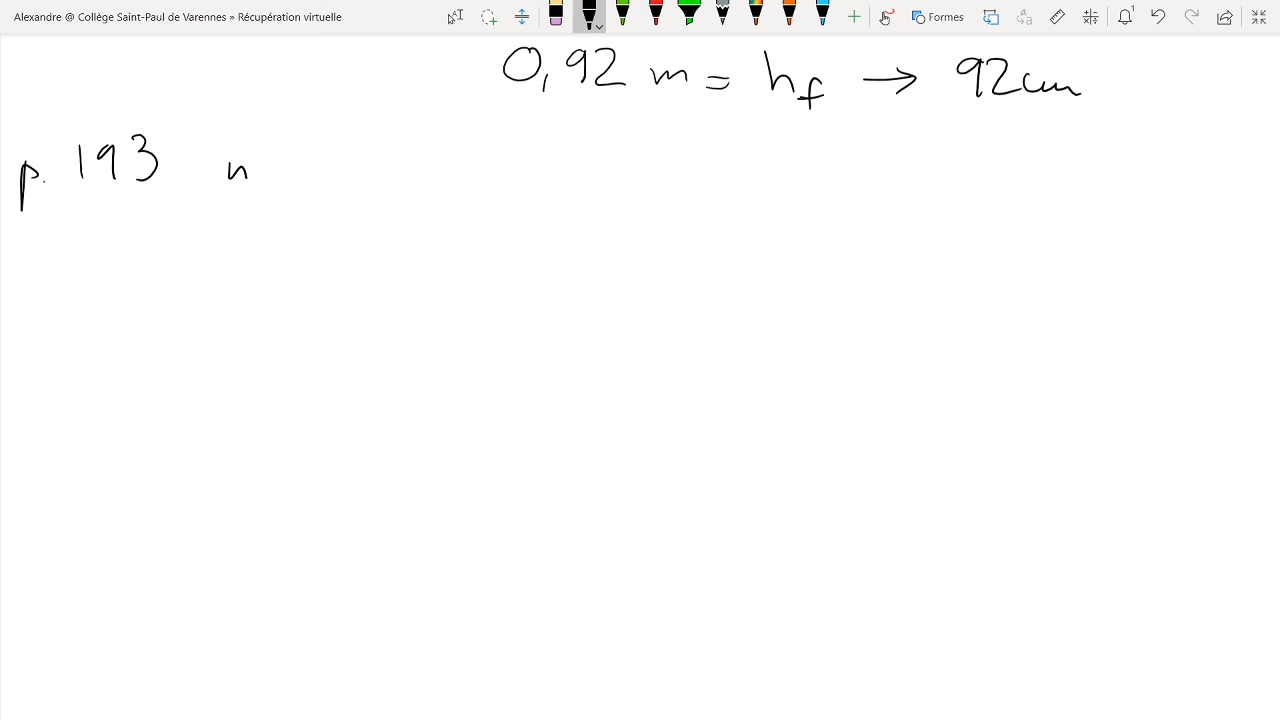 Alexandre @ Collège Saint-Paul de Varennes » Récupération virtuelle
Formes
0,92 m = hf → 92cm
p. 193 n